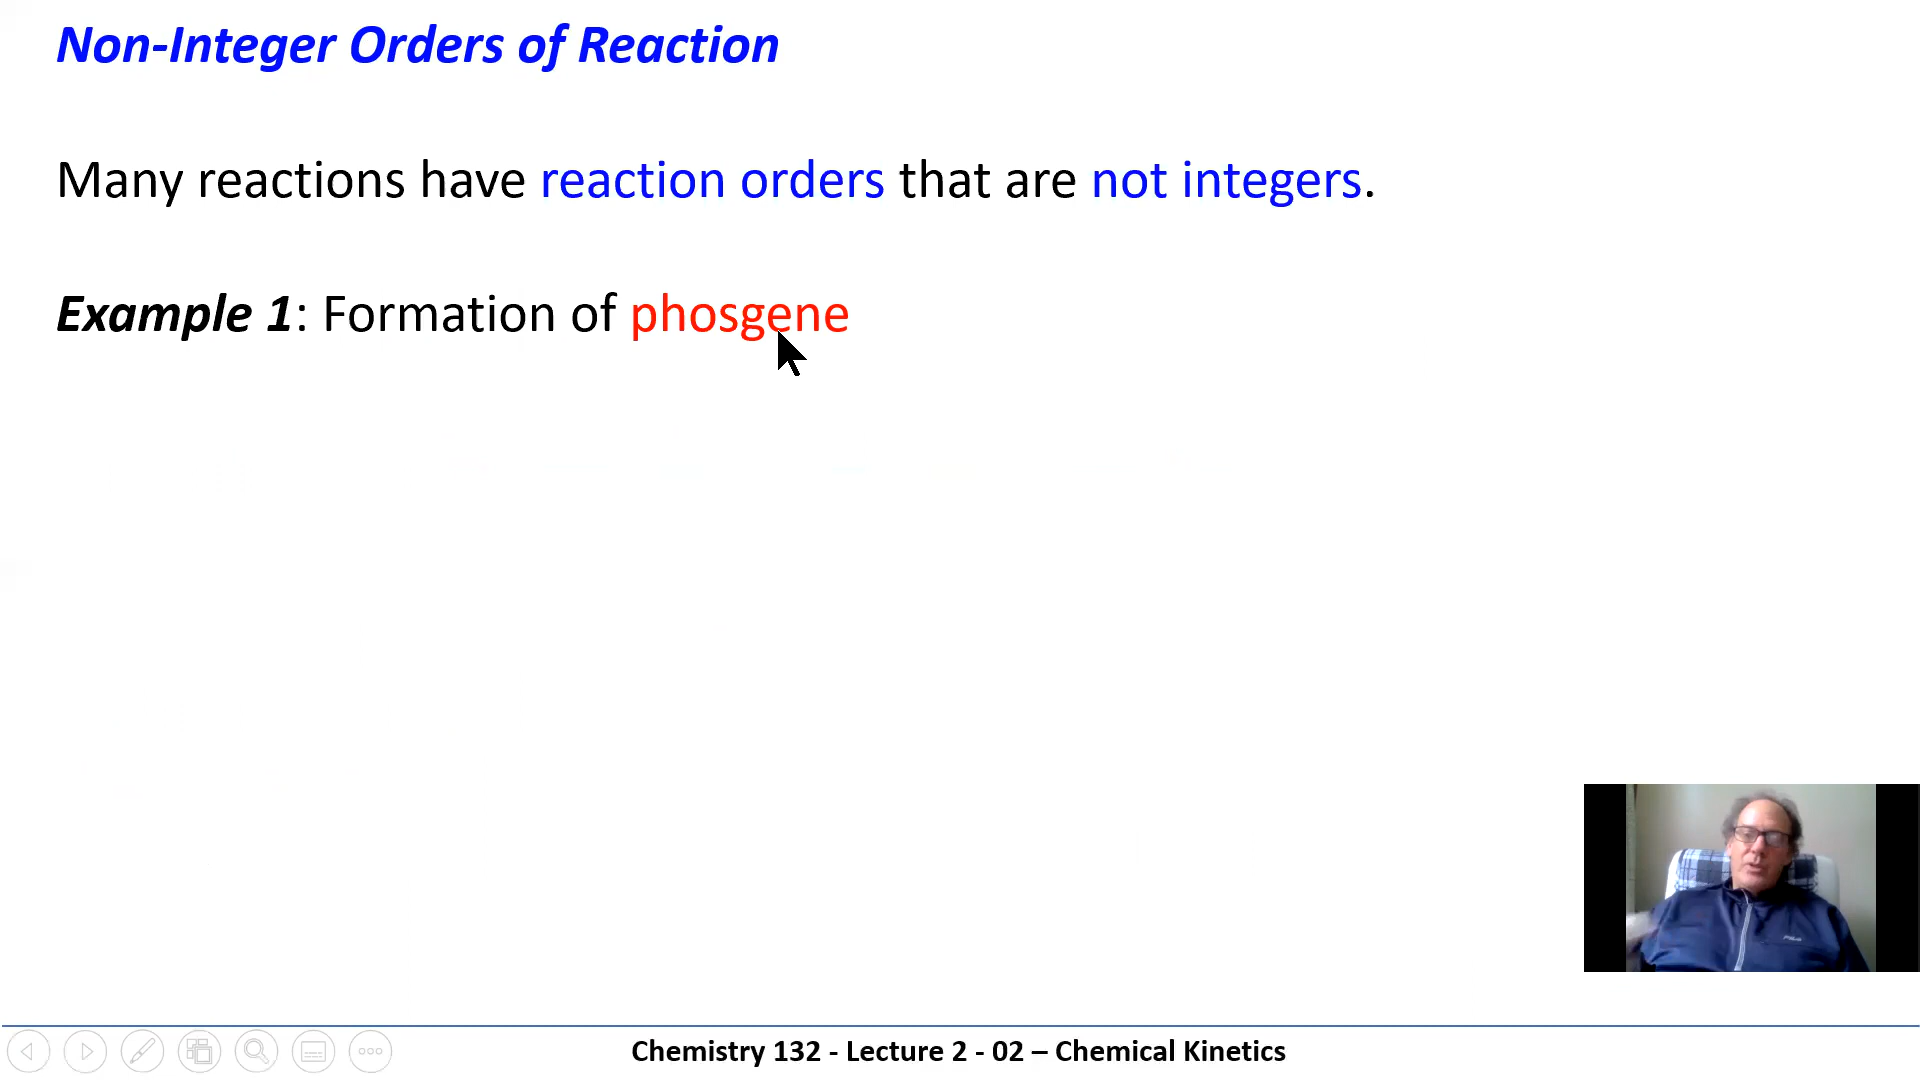 Non-Integer Orders of Reaction
Many reactions have reaction orders that are not integers.
Example 1: Formation of phosgene
FILA
Chemistry 132 - Lecture 2 - 02 – Chemical Kinetics